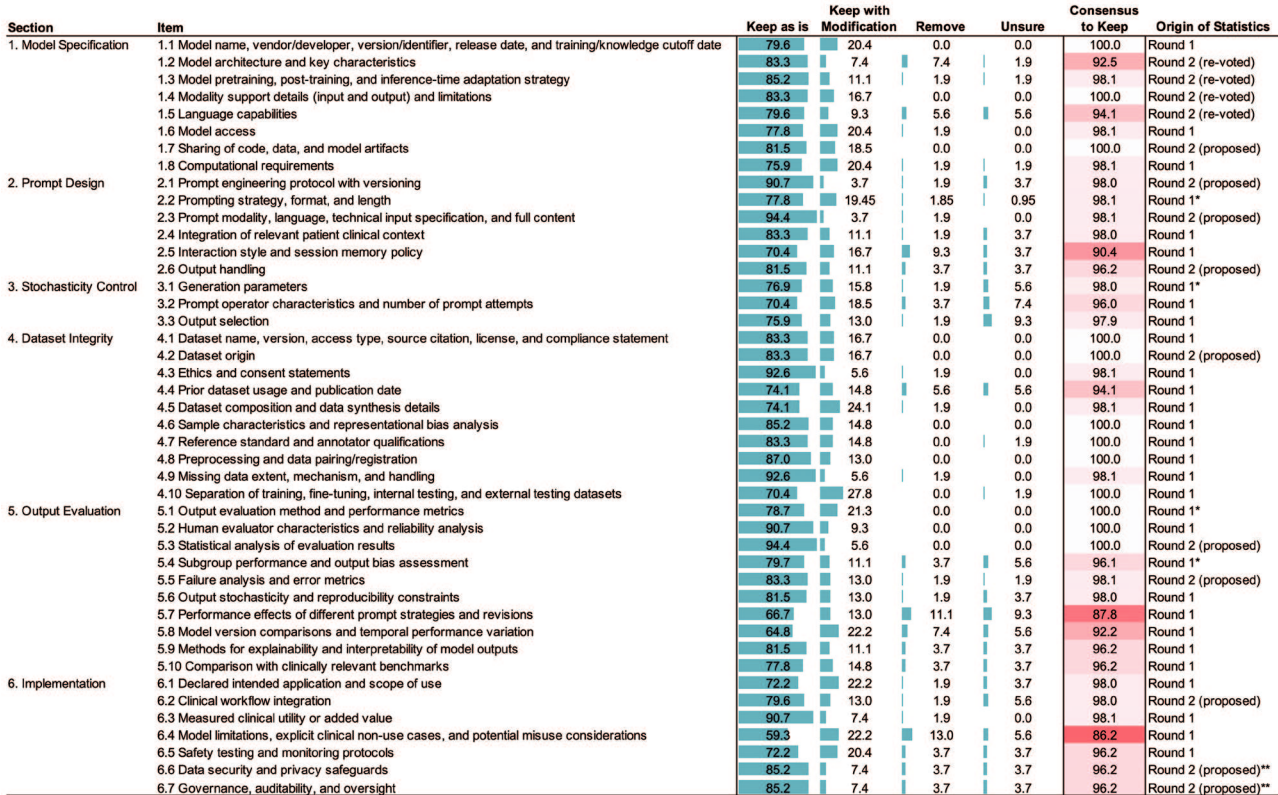 Section Item Keep as is Keep with Modification Remove Unsure Consensus to Keep Origin of Statistics
1. Model Specification 1.1 Model name, vendor/developer, version/identifier, release date, and training/knowledge cutoff date 79.6 20.4 0.0 0.0 100.0 Round 1
1.2 Model architecture and key characteristics 83.3 7.4 7.4 1.9 92.5 Round 2 (re-voted)
1.3 Model pretraining, post-training, and inference-time adaptation strategy 85.2 11.1 1.9 1.9 98.1 Round 2 (re-voted)
1.4 Modality support details (input and output) and limitations 83.3 16.7 0.0 0.0 100.0 Round 2 (re-voted)
1.5 Language capabilities 79.6 9.3 5.6 5.6 94.1 Round 2 (re-voted)
1.6 Model access 77.8 20.4 1.9 0.0 98.1 Round 1
1.7 Sharing of code, data, and model artifacts 81.5 18.5 0.0 0.0 100.0 Round 2 (proposed)
1.8 Computational requirements 75.9 20.4 1.9 1.9 98.1 Round 1
2. Prompt Design 2.1 Prompt engineering protocol with versioning 90.7 3.7 1.9 3.7 98.0 Round 2 (proposed)
2.2 Prompting strategy, format, and length 77.8 19.45 1.85 0.95 98.1 Round 1*
2.3 Prompt modality, language, technical input specification, and full content 94.4 3.7 1.9 0.0 98.1 Round 2 (proposed)
2.4 Integration of relevant patient clinical context 83.3 11.1 1.9 3.7 98.0 Round 1
2.5 Interaction style and session memory policy 70.4 16.7 9.3 3.7 90.4 Round 1
2.6 Output handling 81.5 11.1 3.7 3.7 96.2 Round 2 (proposed)
3. Stochasticity Control 3.1 Generation parameters 76.9 15.8 1.9 5.6 98.0 Round 1*
3.2 Prompt operator characteristics and number of prompt attempts 70.4 18.5 3.7 7.4 96.0 Round 1
3.3 Output selection 75.9 13.0 1.9 9.3 97.9 Round 1
4. Dataset Integrity 4.1 Dataset name, version, access type, source citation, license, and compliance statement 83.3 16.7 0.0 0.0 100.0 Round 1
4.2 Dataset origin 83.3 16.7 0.0 0.0 100.0 Round 2 (proposed)
4.3 Ethics and consent statements 92.6 5.6 1.9 0.0 98.1 Round 1
4.4 Prior dataset usage and publication date 74.1 14.8 5.6 5.6 94.1 Round 1
4.5 Dataset composition and data synthesis details 74.1 24.1 1.9 0.0 98.1 Round 1
4.6 Sample characteristics and representational bias analysis 85.2 14.8 0.0 0.0 100.0 Round 1
4.7 Reference standard and annotator qualifications 83.3 14.8 0.0 1.9 100.0 Round 1
4.8 Preprocessing and data pairing/registration 87.0 13.0 0.0 0.0 100.0 Round 1
4.9 Missing data extent, mechanism, and handling 92.6 5.6 1.9 0.0 98.1 Round 1
4.10 Separation of training, fine-tuning, internal testing, and external testing datasets 70.4 27.8 0.0 1.9 100.0 Round 1
5. Output Evaluation 5.1 Output evaluation method and performance metrics 78.7 21.3 0.0 0.0 100.0 Round 1*
5.2 Human evaluator characteristics and reliability analysis 90.7 9.3 0.0 0.0 100.0 Round 1
5.3 Statistical analysis of evaluation results 94.4 5.6 0.0 0.0 100.0 Round 2 (proposed)
5.4 Subgroup performance and output bias assessment 79.7 11.1 3.7 5.6 96.1 Round 1*
5.5 Failure analysis and error metrics 83.3 13.0 1.9 1.9 98.1 Round 2 (proposed)
5.6 Output stochasticity and reproducibility constraints 81.5 13.0 1.9 3.7 98.0 Round 1
5.7 Performance effects of different prompt strategies and revisions 66.7 13.0 11.1 9.3 87.8 Round 1
5.8 Model version comparisons and temporal performance variation 64.8 22.2 7.4 5.6 92.2 Round 1
5.9 Methods for explainability and interpretability of model outputs 81.5 11.1 3.7 3.7 96.2 Round 1
5.10 Comparison with clinically relevant benchmarks 77.8 14.8 3.7 3.7 96.2 Round 1
6. Implementation 6.1 Declared intended application and scope of use 72.2 22.2 1.9 3.7 98.0 Round 1
6.2 Clinical workflow integration 79.6 13.0 1.9 5.6 98.0 Round 2 (proposed)
6.3 Measured clinical utility or added value 90.7 7.4 1.9 0.0 98.1 Round 1
6.4 Model limitations, explicit clinical non-use cases, and potential misuse considerations 59.3 22.2 13.0 5.6 86.2 Round 1
6.5 Safety testing and monitoring protocols 72.2 20.4 3.7 3.7 96.2 Round 1
6.6 Data security and privacy safeguards 85.2 7.4 3.7 3.7 96.2 Round 2 (proposed)**
6.7 Governance, auditability, and oversight 85.2 7.4 3.7 3.7 96.2 Round 2 (proposed)**